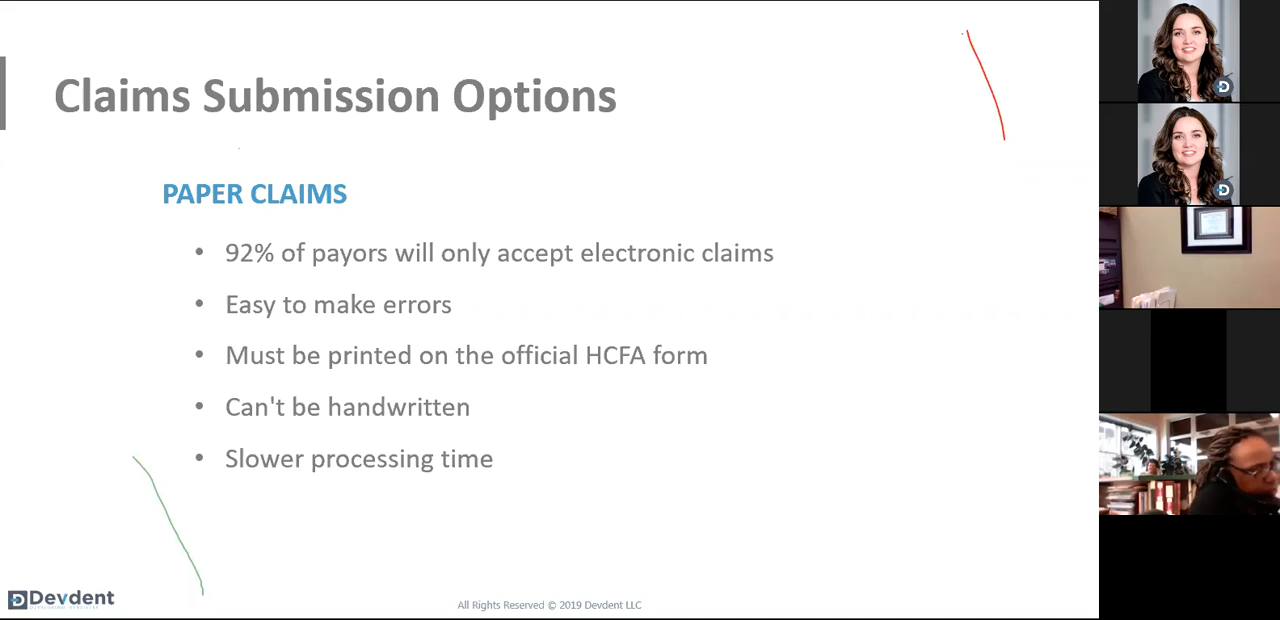 Claims Submission Options
PAPER CLAIMS
• 92% of payors will only accept electronic claims
• Easy to make errors
• Must be printed on the official HCFA form
• Can't be handwritten
• Slower processing time
Devdent
All Rights Reserved © 2019 Devdent LLC